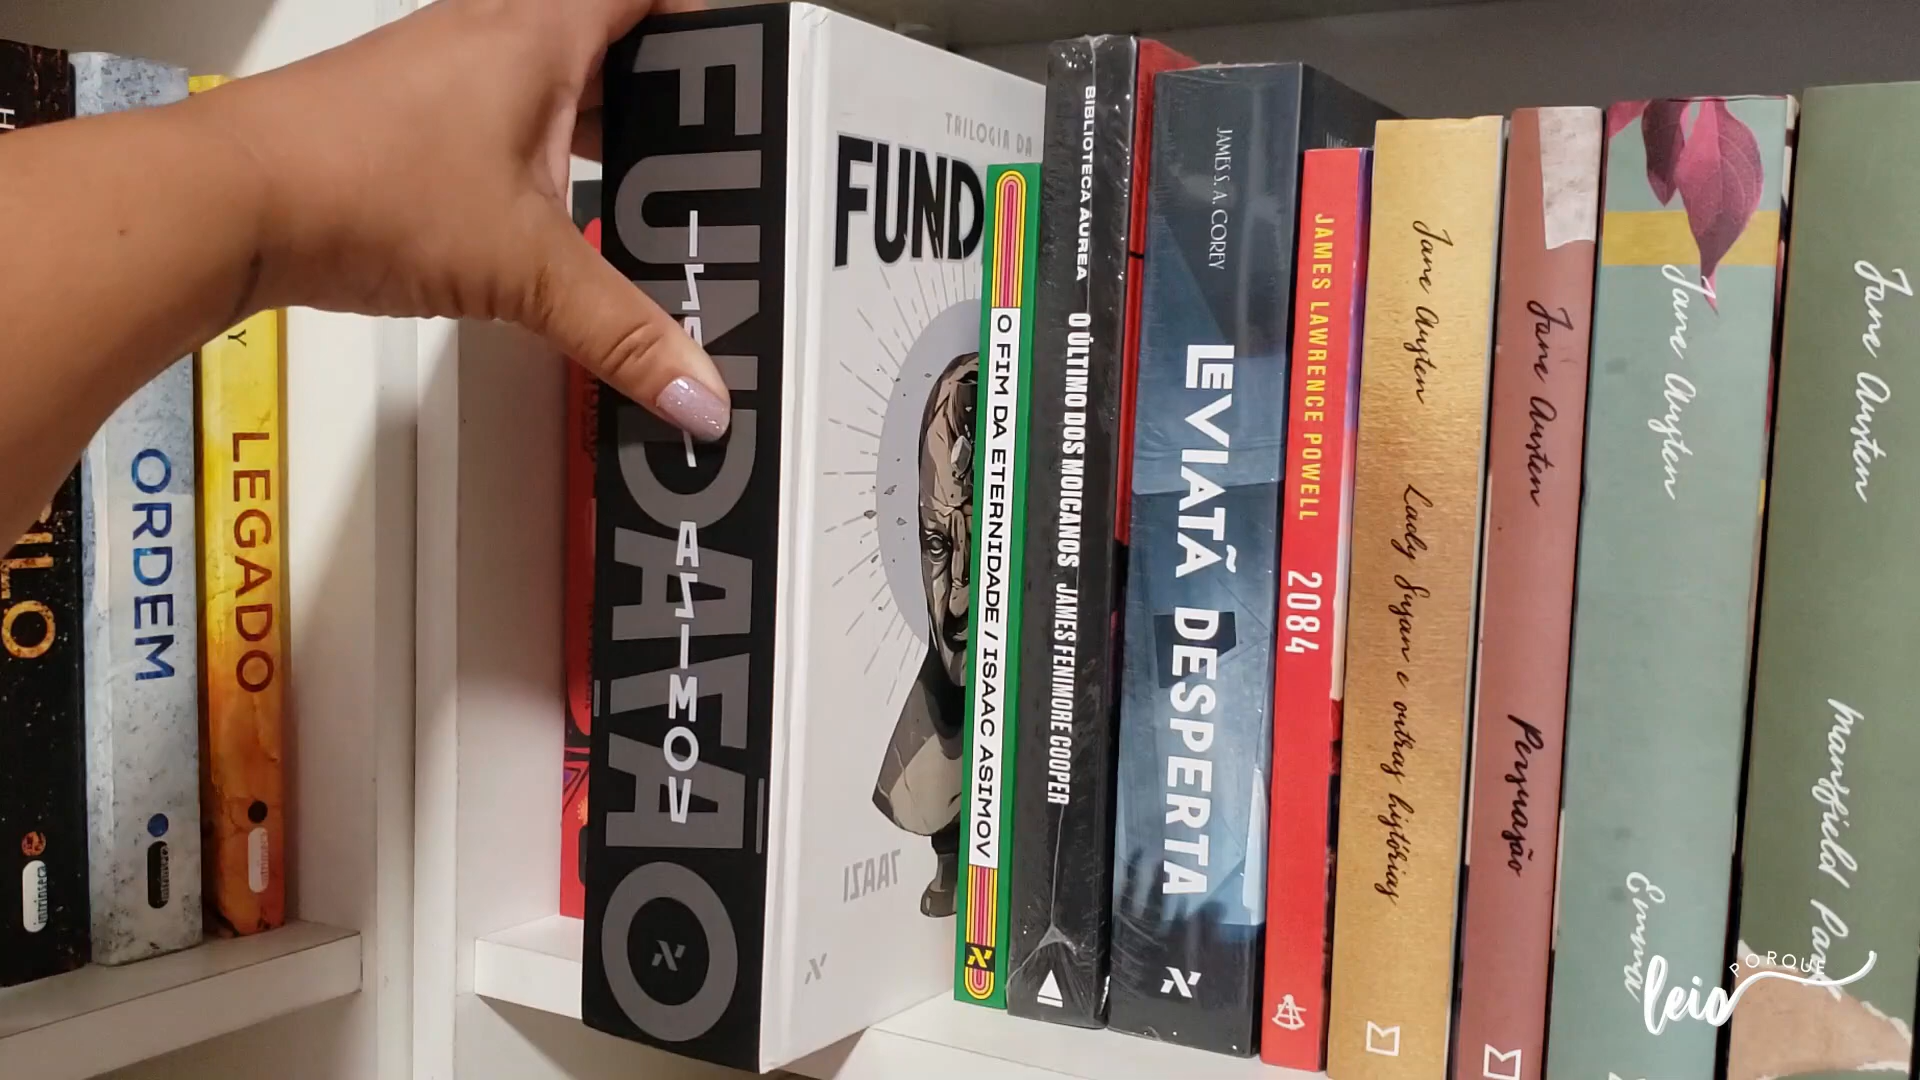 ORDEM
LEGADO
FUNDAÇÃO
ISAAC ASIMOV
TRILOGIA DA
FUND
ISAAC
O FIM DA ETERNIDADE / ISAAC ASIMOV
BIBLIOTECA ÁUREA
O ÚLTIMO DOS MOICANOS
JAMES FENIMORE COOPER
JAMES S. A. COREY
LEVIATÃ DESPERTA
JAMES LAWRENCE POWELL
2084
Jane Austen
Lady Susan e outras histórias
Jane Austen
Persuasão
Jane Austen
Emma
Jane Austen
Mansfield Park
leio PORQUE